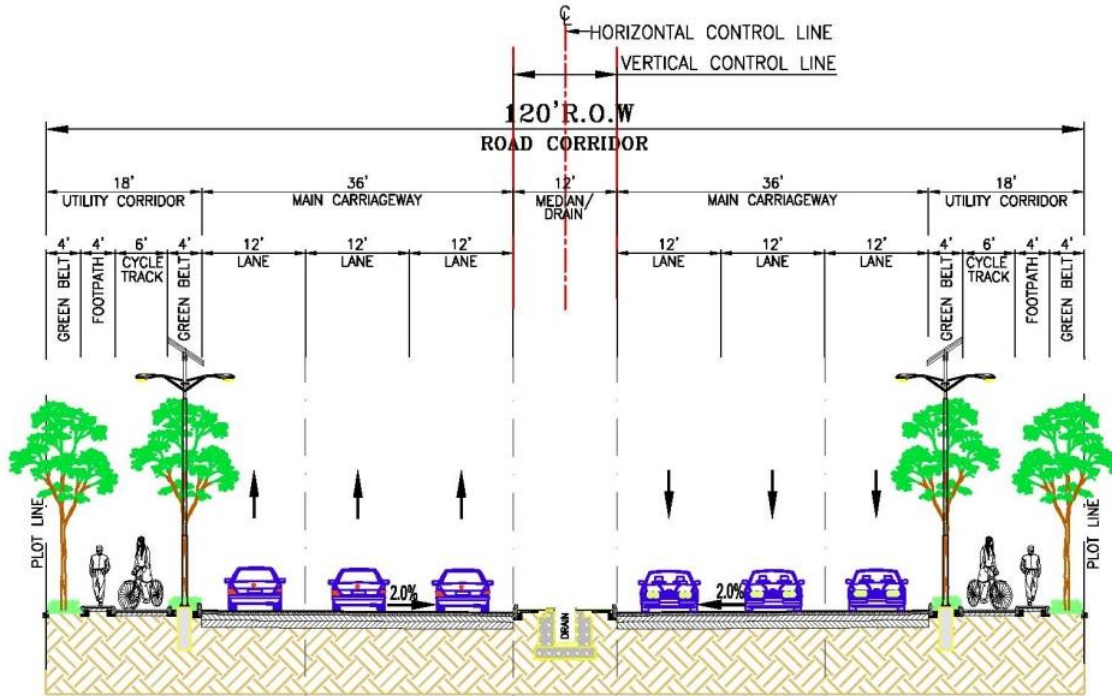 ℄
HORIZONTAL CONTROL LINE
VERTICAL CONTROL LINE
120'R.O.W
ROAD CORRIDOR
18'
UTILITY CORRIDOR
36'
MAIN CARRIAGEWAY
12'
MEDIAN/
DRAIN
36'
MAIN CARRIAGEWAY
18'
UTILITY CORRIDOR
4'
GREEN BELT
4'
FOOTPATH
6'
CYCLE
TRACK
4'
GREEN BELT
12'
LANE
12'
LANE
12'
LANE
12'
LANE
12'
LANE
12'
LANE
4'
GREEN BELT
6'
CYCLE
TRACK
4'
FOOTPATH
4'
GREEN BELT
PLOT LINE
PLOT LINE
2.0%
2.0%
DRAIN